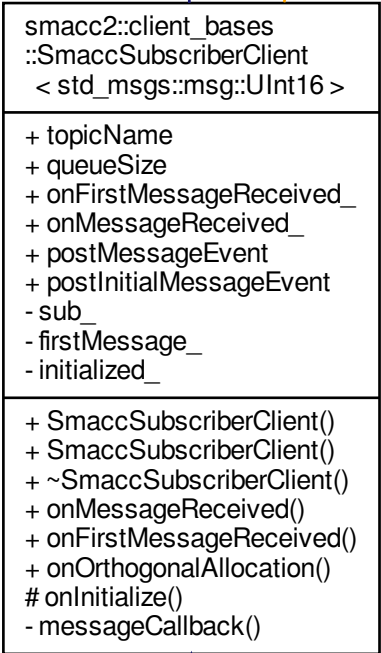 smacc2::client_bases
::SmaccSubscriberClient
< std_msgs::msg::UInt16 >
+ topicName
+ queueSize
+ onFirstMessageReceived_
+ onMessageReceived_
+ postMessageEvent
+ postInitialMessageEvent
- sub_
- firstMessage_
- initialized_
+ SmaccSubscriberClient()
+ SmaccSubscriberClient()
+ ~SmaccSubscriberClient()
+ onMessageReceived()
+ onFirstMessageReceived()
+ onOrthogonalAllocation()
# onInitialize()
- messageCallback()